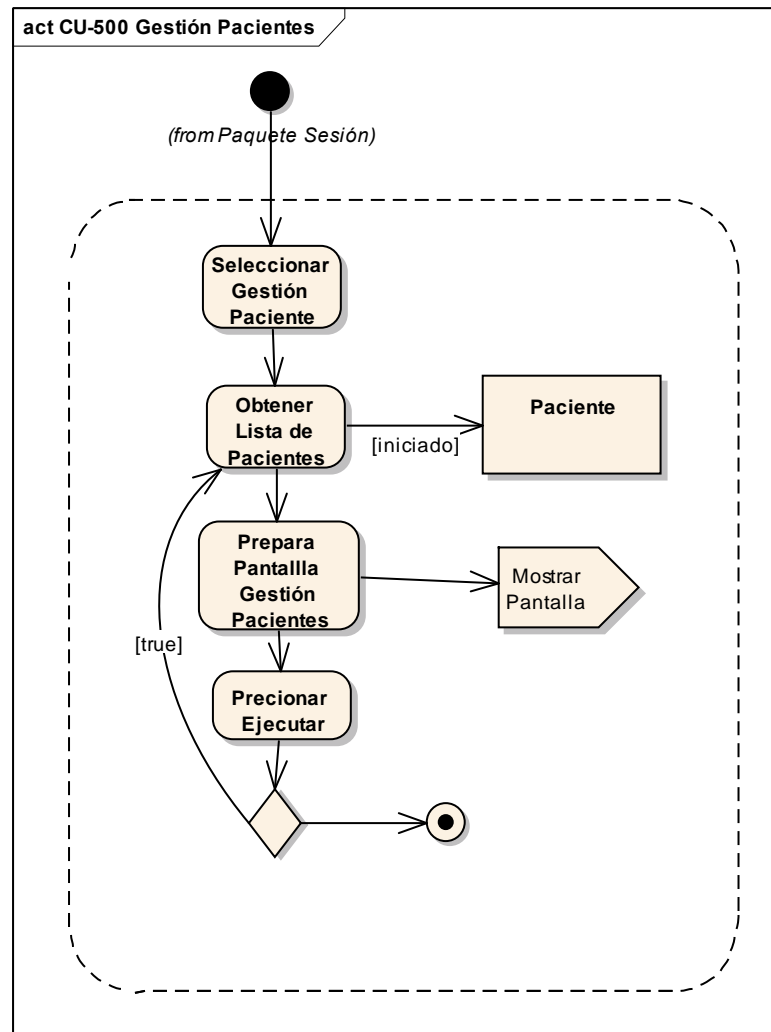 act CU-500 Gestión Pacientes
(from Paquete Sesión)
Seleccionar
Gestión
Paciente
Obtener
Lista de
Pacientes
[iniciado]
Paciente
Prepara
Pantallla
Gestión
Pacientes
Mostrar
Pantalla
[true]
Precionar
Ejecutar